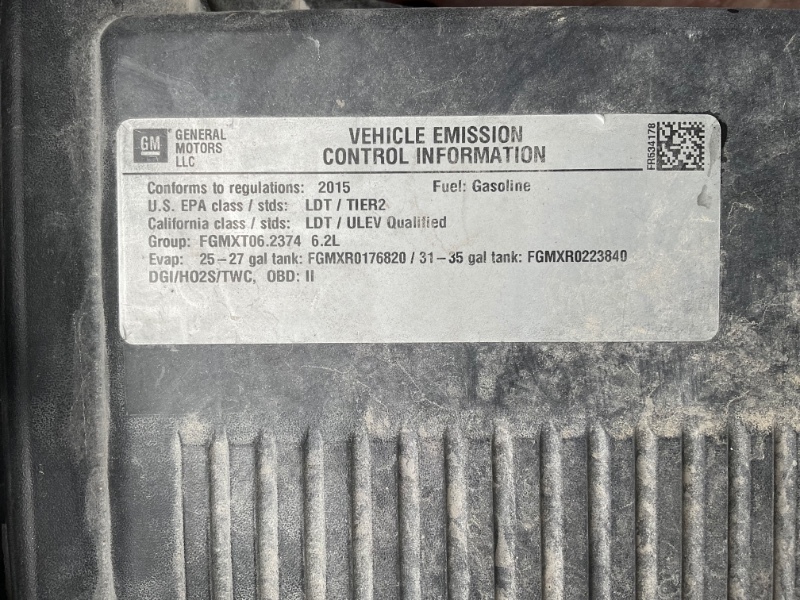 GM GENERAL MOTORS LLC
VEHICLE EMISSION
CONTROL INFORMATION
FR534178
Conforms to regulations: 2015 Fuel: Gasoline
U.S. EPA class / stds: LDT / TIER2
California class / stds: LDT / ULEV Qualified
Group: FGMXT06.2374 6.2L
Evap: 25-27 gal tank: FGMXR0176820 / 31-35 gal tank: FGMXR0223840
DGI/HO2S/TWC, OBD: II